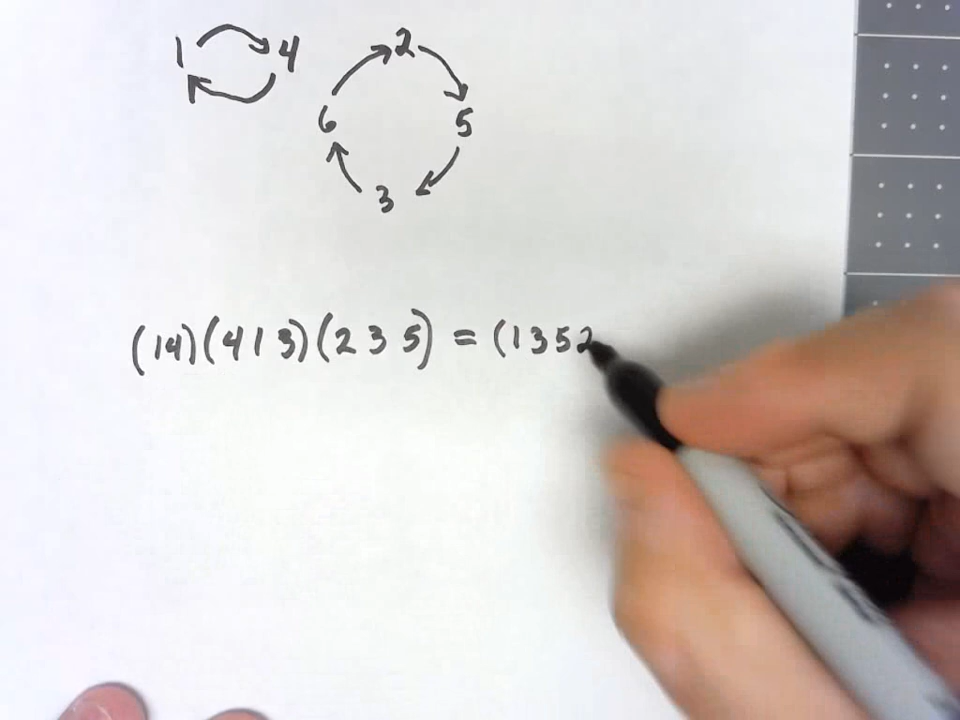 1 4
2
6 5
3
(14)(413)(235) = (1352